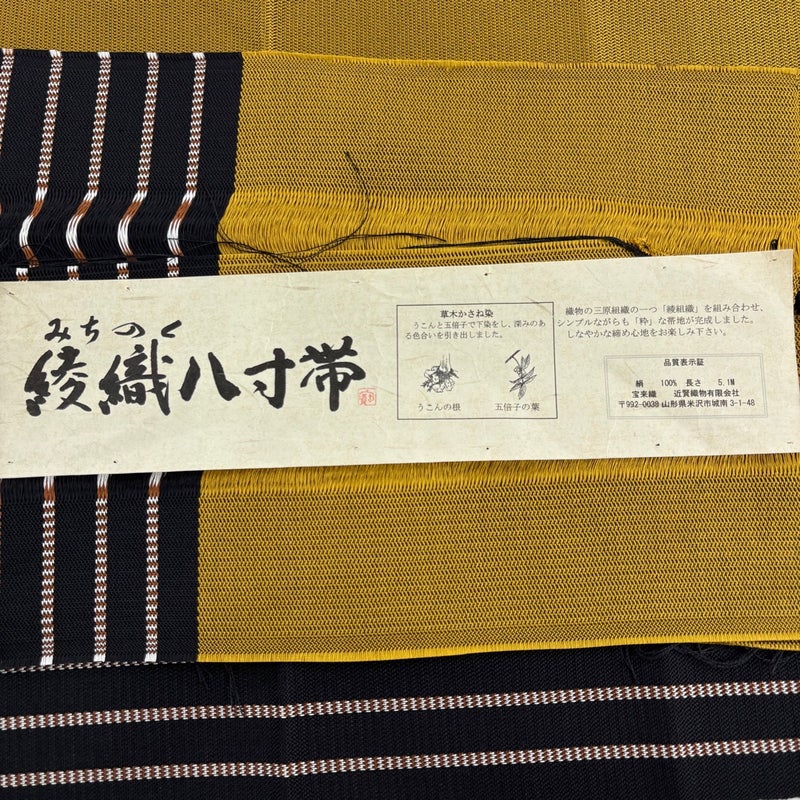 みちのく
綾織八寸帯
草木かさね染
うこんと五倍子で下染をし、深みのあ
る色合いを引き出しました。
うこんの根
五倍子の葉
織物の三原組織の一つ「綾組織」を組み合わせ、
シンプルながらも「粋」な帯地が完成しました。
しなやかな締め心地をお楽しみ下さい。
品質表示証
絹 100% 長さ 5.1M
宝来織 近賢織物有限会社
〒992-0038 山形県米沢市城南3-1-48